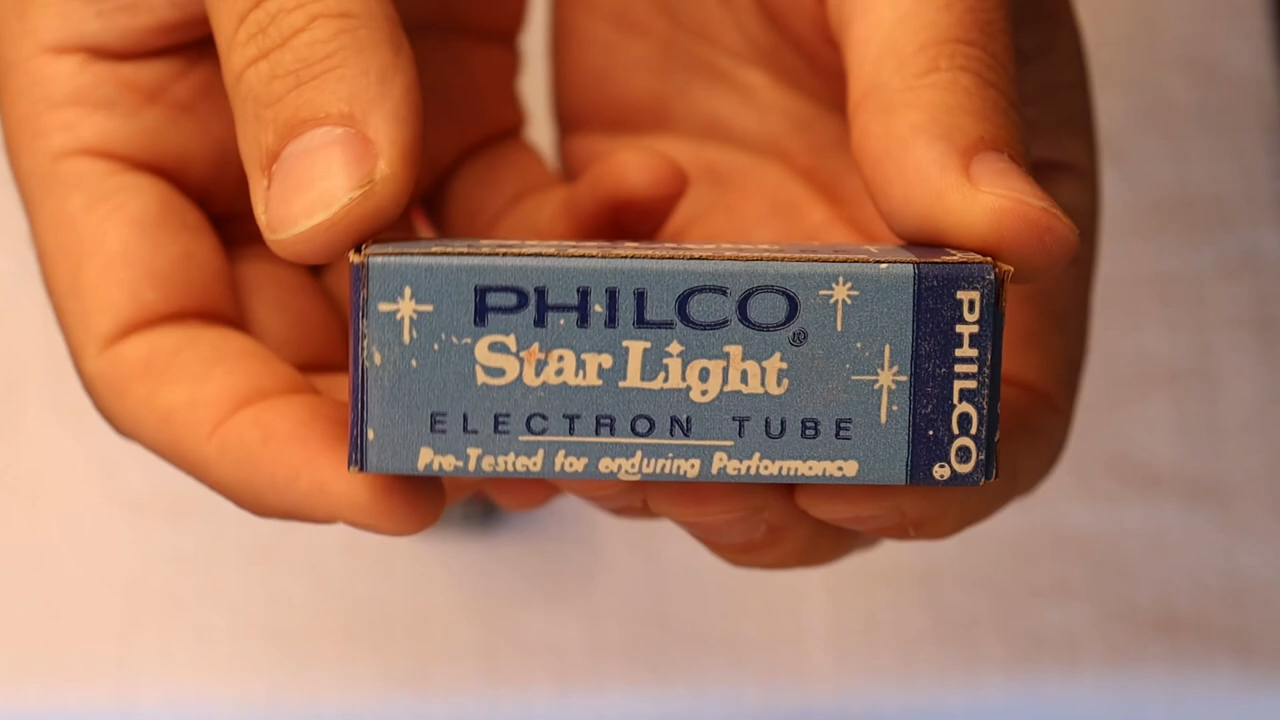 PHILCO®
Star Light
ELECTRON TUBE
Pre-Tested for enduring Performance
PHILCO®